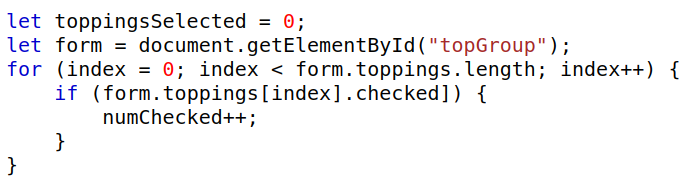 let toppingsSelected = 0;
let form = document.getElementById("topGroup");
for (index = 0; index < form.toppings.length; index++) {
    if (form.toppings[index].checked]) {
        numChecked++;
    }
}